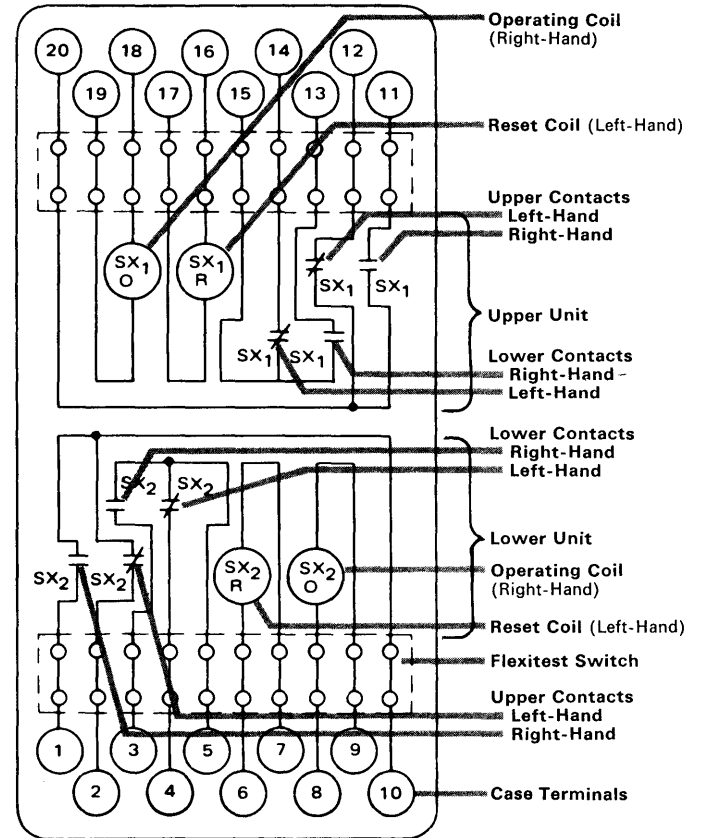 Operating Coil
(Right-Hand)
20 18 16 14 12
19 17 15 13 11
Reset Coil (Left-Hand)
Upper Contacts
Left-Hand
Right-Hand
SX1
O
SX1
R
SX1
SX1
Upper Unit
SX1
SX1
Lower Contacts
Right-Hand
Left-Hand
Lower Contacts
Right-Hand
Left-Hand
SX2
SX2
Lower Unit
SX2
SX2
SX2
R
SX2
O
Operating Coil
(Right-Hand)
Reset Coil (Left-Hand)
Flexitest Switch
Upper Contacts
Left-Hand
Right-Hand
1 3 5 7 9
2 4 6 8 10
Case Terminals